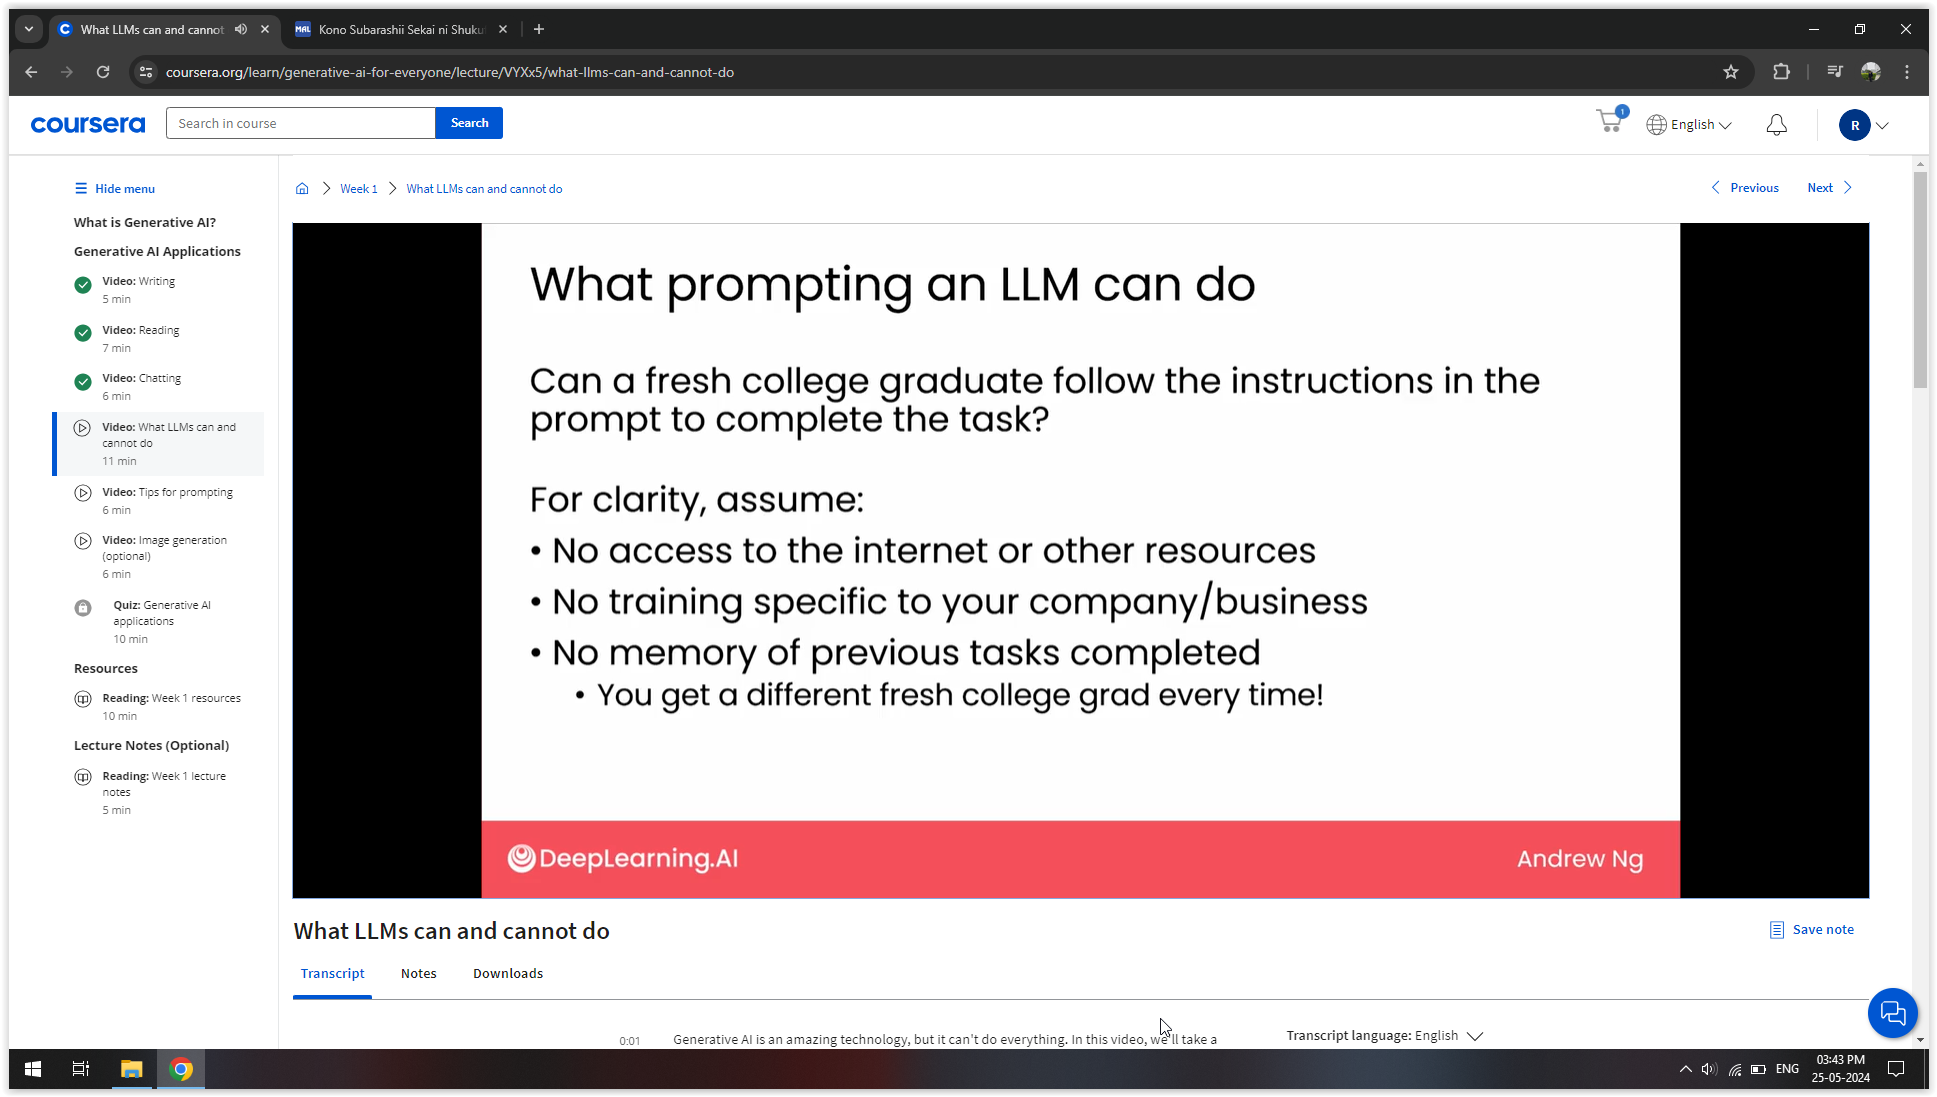 What LLMs can and cannot
Kono Subarashii Sekai ni Shuku
coursera.org/learn/generative-ai-for-everyone/lecture/VYXx5/what-llms-can-and-cannot-do
coursera
Search in course
Search
1
English
R
Hide menu
What is Generative AI?
Generative AI Applications
Video: Writing
5 min
Video: Reading
7 min
Video: Chatting
6 min
Video: What LLMs can and
cannot do
11 min
Video: Tips for prompting
6 min
Video: Image generation
(optional)
6 min
Quiz: Generative AI
applications
10 min
Resources
Reading: Week 1 resources
10 min
Lecture Notes (Optional)
Reading: Week 1 lecture
notes
5 min
Week 1
What LLMs can and cannot do
Previous
Next
What prompting an LLM can do
Can a fresh college graduate follow the instructions in the
prompt to complete the task?
For clarity, assume:
• No access to the internet or other resources
• No training specific to your company/business
• No memory of previous tasks completed
• You get a different fresh college grad every time!
DeepLearning.AI
Andrew Ng
What LLMs can and cannot do
Save note
Transcript
Notes
Downloads
0:01
Generative AI is an amazing technology, but it can't do everything. In this video, we'll take a
Transcript language: English
ENG
03:43 PM
25-05-2024